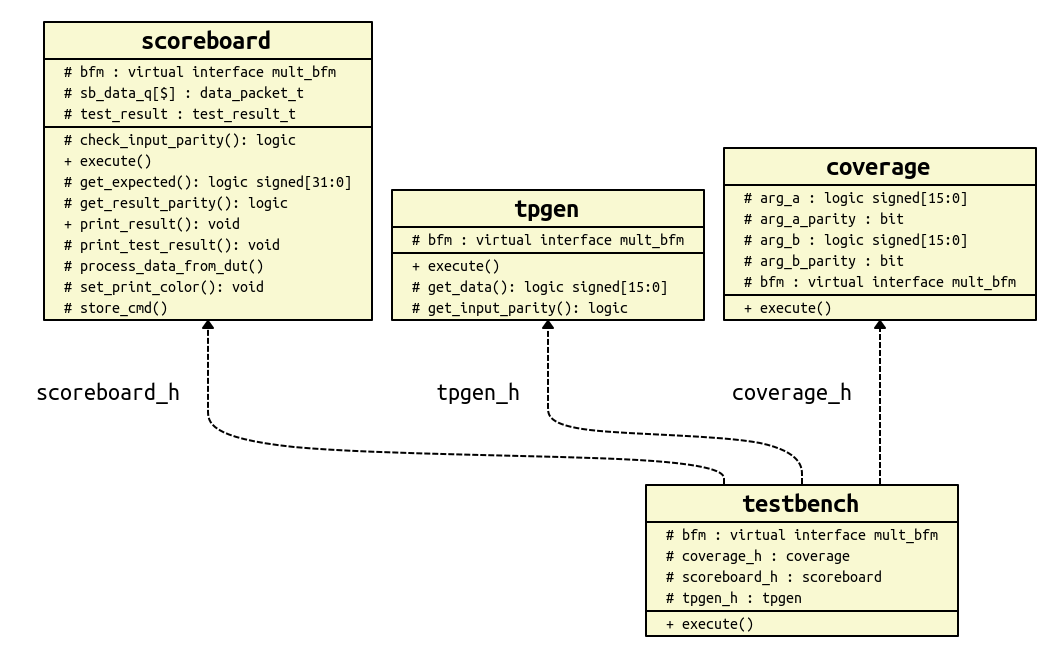 scoreboard
# bfm : virtual interface mult_bfm
# sb_data_q[$] : data_packet_t
# test_result : test_result_t
# check_input_parity(): logic
+ execute()
# get_expected(): logic signed[31:0]
# get_result_parity(): logic
+ print_result(): void
# print_test_result(): void
# process_data_from_dut()
# set_print_color(): void
# store_cmd()
tpgen
# bfm : virtual interface mult_bfm
+ execute()
# get_data(): logic signed[15:0]
# get_input_parity(): logic
coverage
# arg_a : logic signed[15:0]
# arg_a_parity : bit
# arg_b : logic signed[15:0]
# arg_b_parity : bit
# bfm : virtual interface mult_bfm
+ execute()
scoreboard_h
tpgen_h
coverage_h
testbench
# bfm : virtual interface mult_bfm
# coverage_h : coverage
# scoreboard_h : scoreboard
# tpgen_h : tpgen
+ execute()